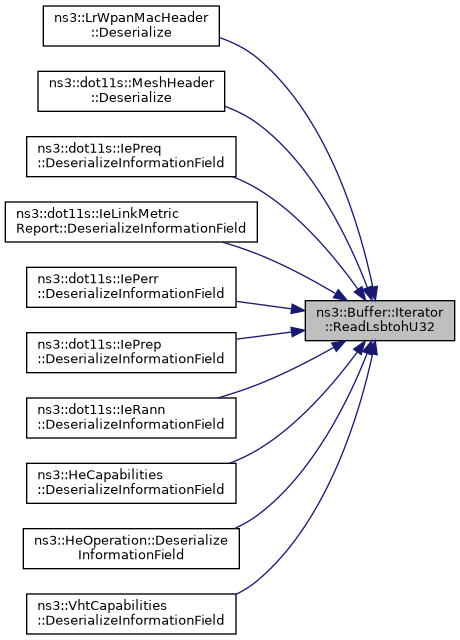 ns3::LrWpanMacHeader
::Deserialize
ns3::dot11s::MeshHeader
::Deserialize
ns3::dot11s::IePreq
::DeserializeInformationField
ns3::dot11s::IeLinkMetric
Report::DeserializeInformationField
ns3::dot11s::IePerr
::DeserializeInformationField
ns3::Buffer::Iterator
::ReadLsbtohU32
ns3::dot11s::IePrep
::DeserializeInformationField
ns3::dot11s::IeRann
::DeserializeInformationField
ns3::HeCapabilities
::DeserializeInformationField
ns3::HeOperation::Deserialize
InformationField
ns3::VhtCapabilities
::DeserializeInformationField